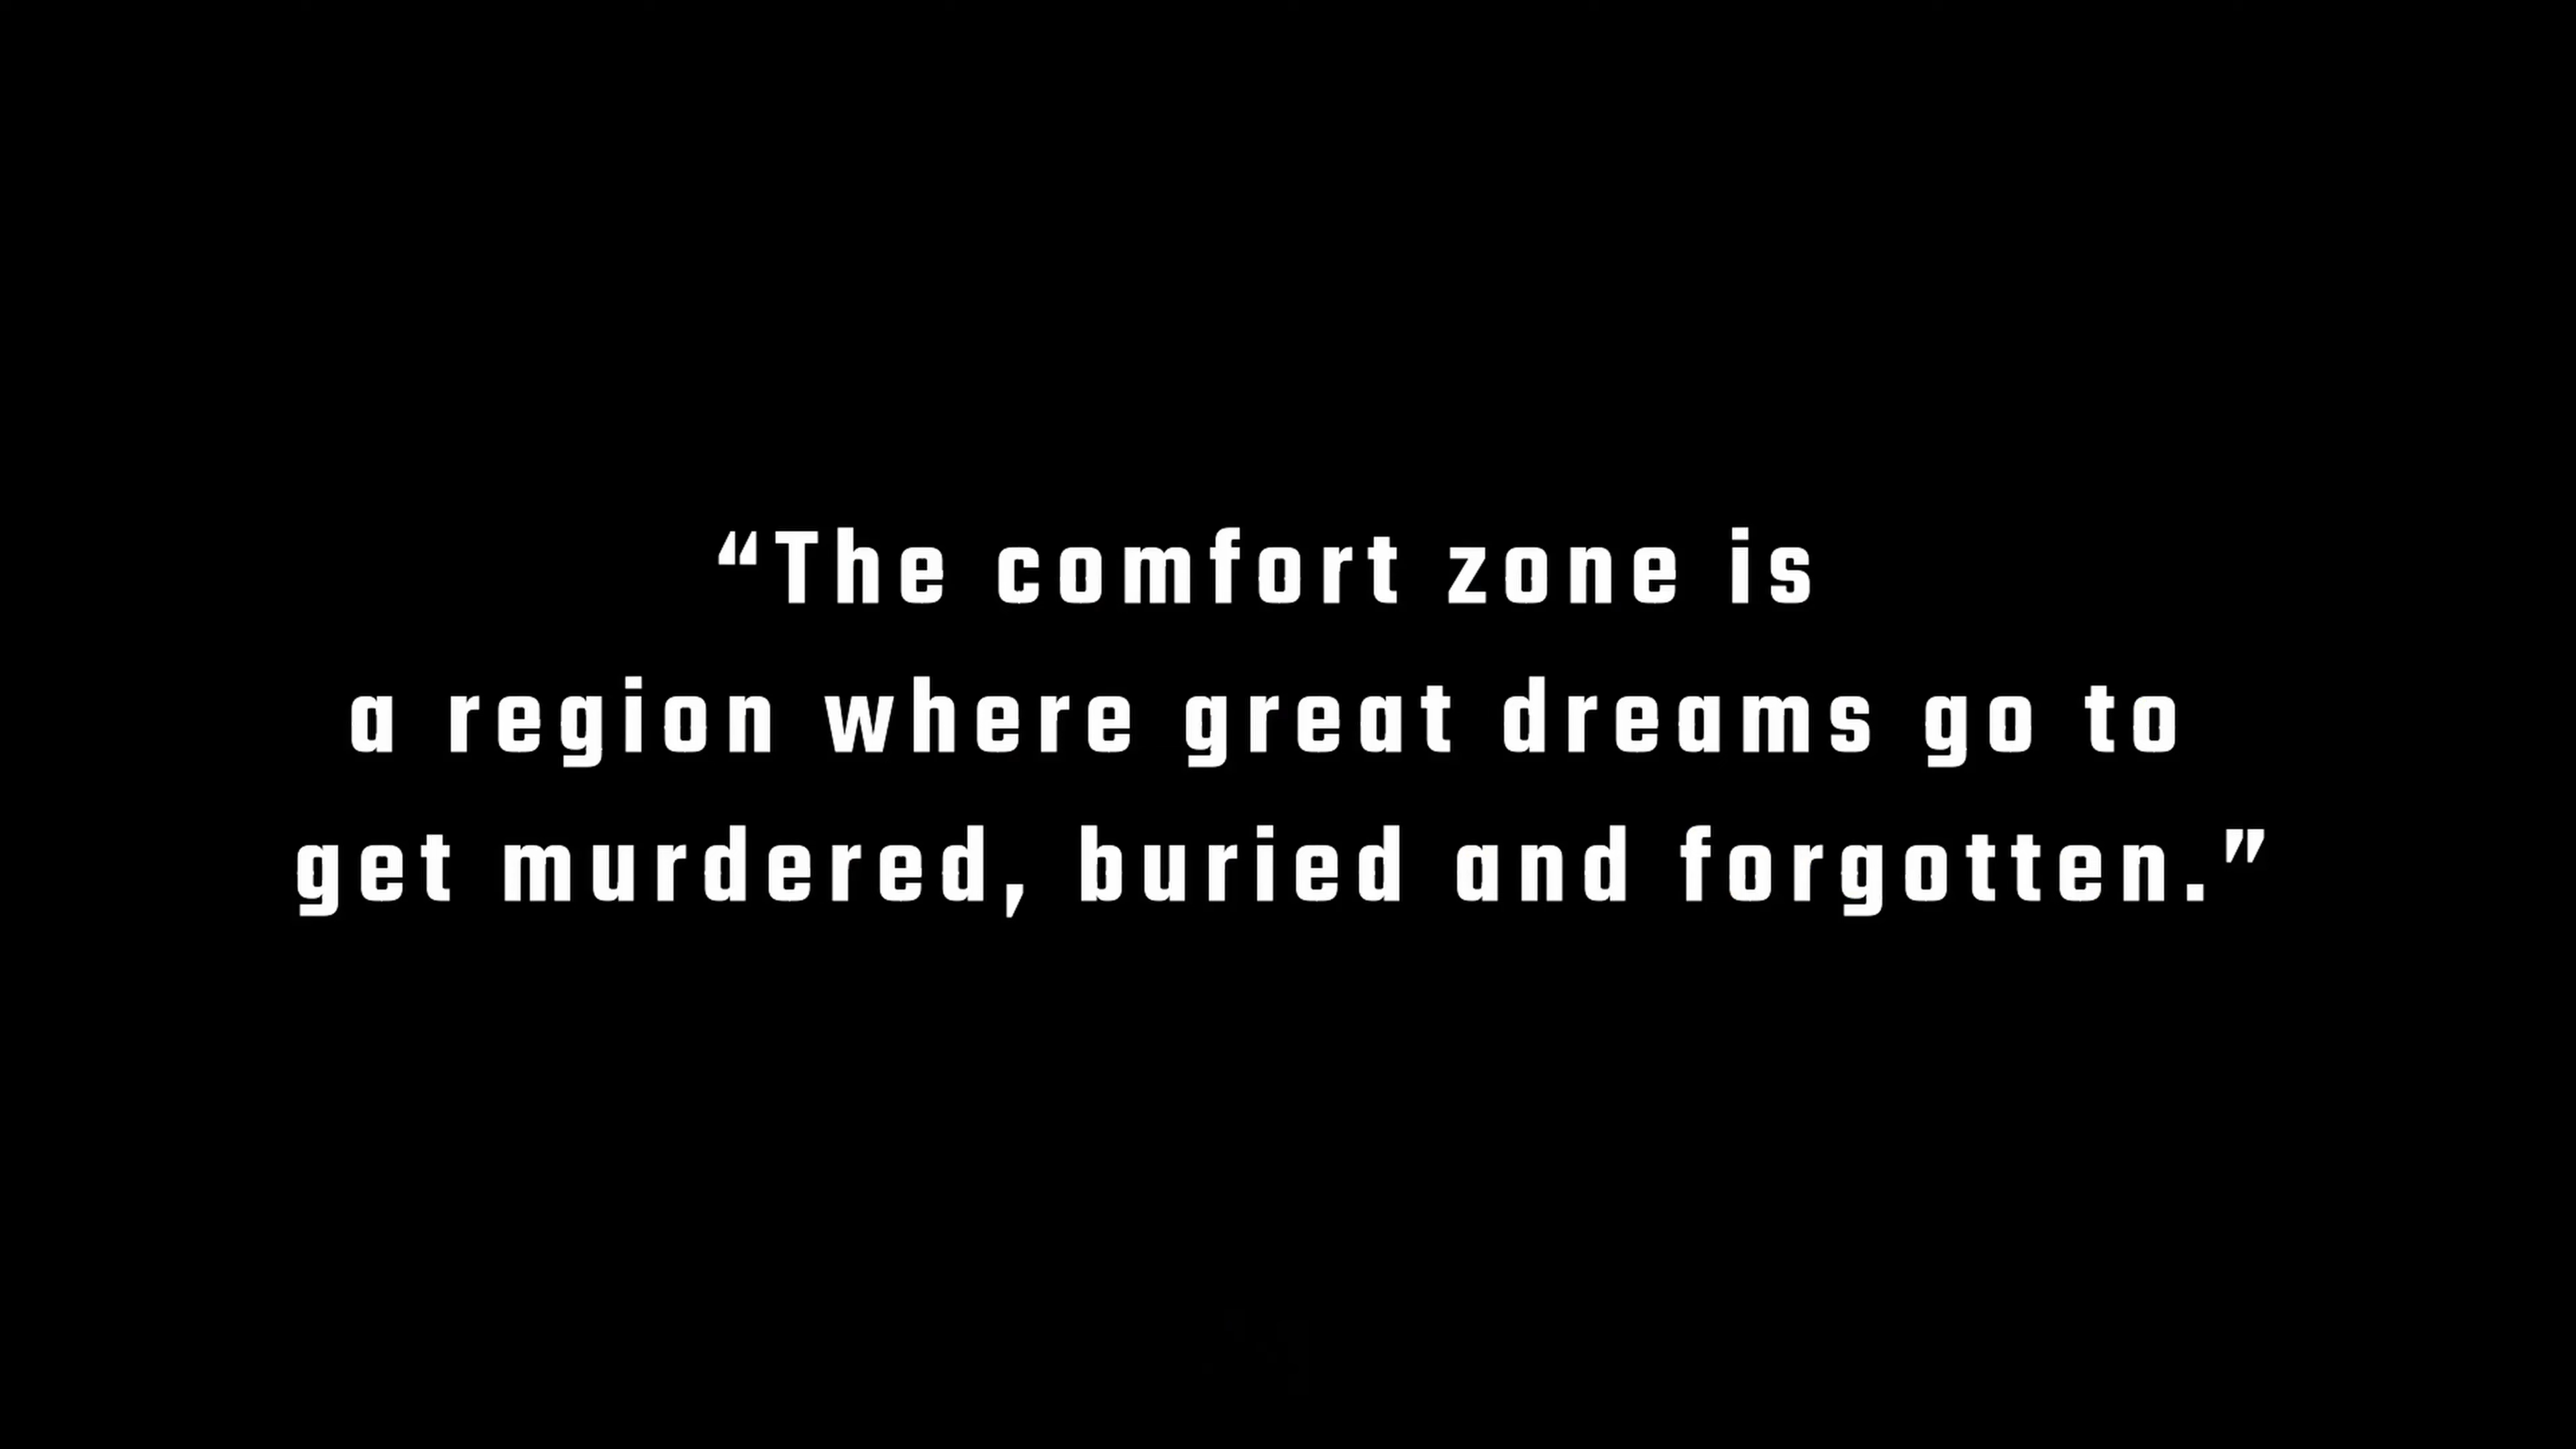 “The comfort zone is
a region where great dreams go to
get murdered, buried and forgotten.”